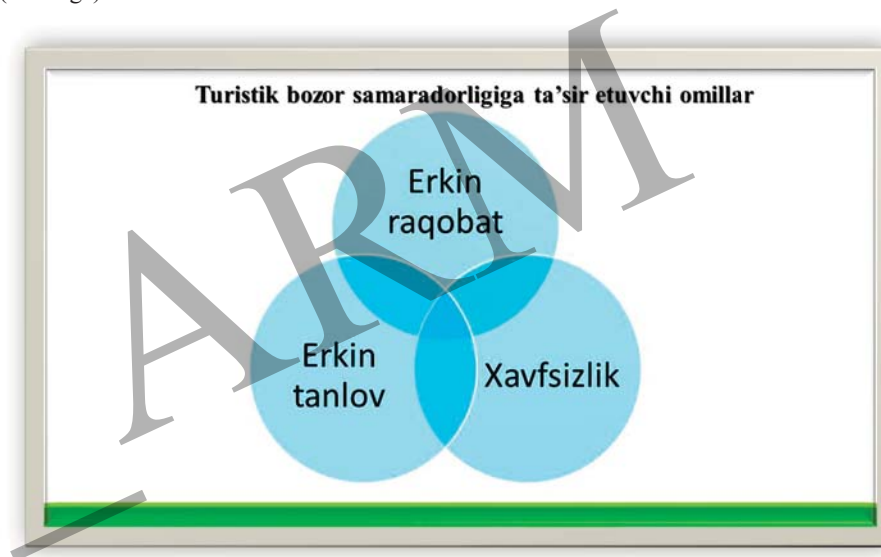 Turistik bozor samaradorligiga ta'sir etuvchi omillar
Erkin
raqobat
Erkin
tanlov
Xavfsizlik
ARM